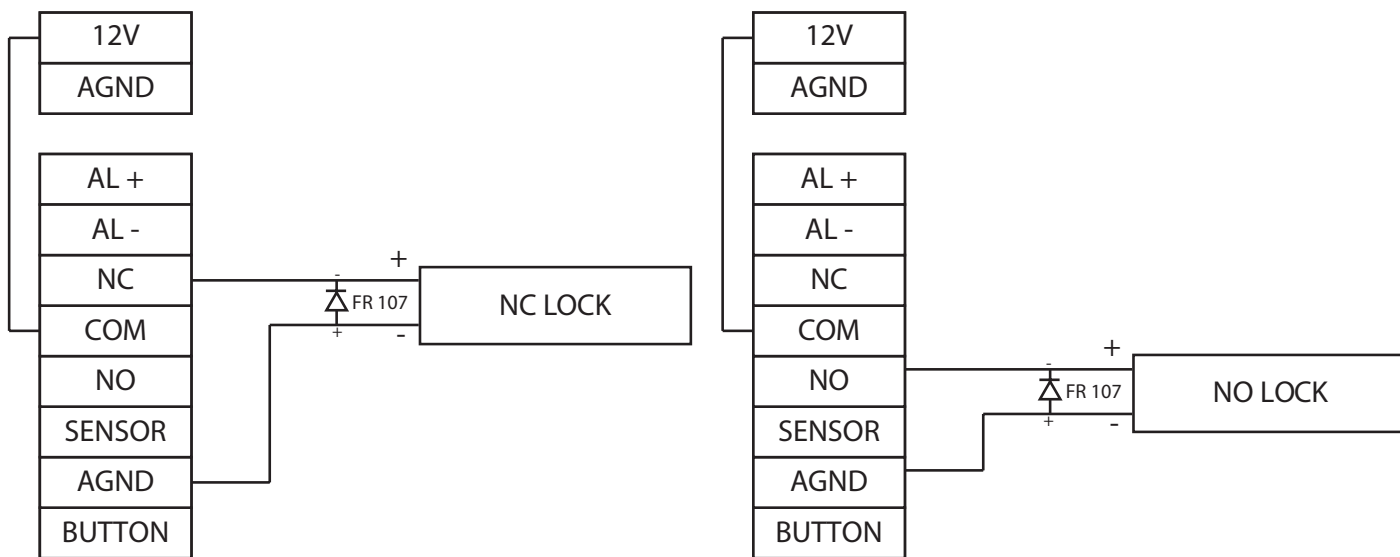 12V
AGND
AL +
AL -
NC
COM
NO
SENSOR
AGND
BUTTON
-
+
FR 107
+
-
NC LOCK
12V
AGND
AL +
AL -
NC
COM
NO
SENSOR
AGND
BUTTON
-
+
FR 107
+
-
NO LOCK